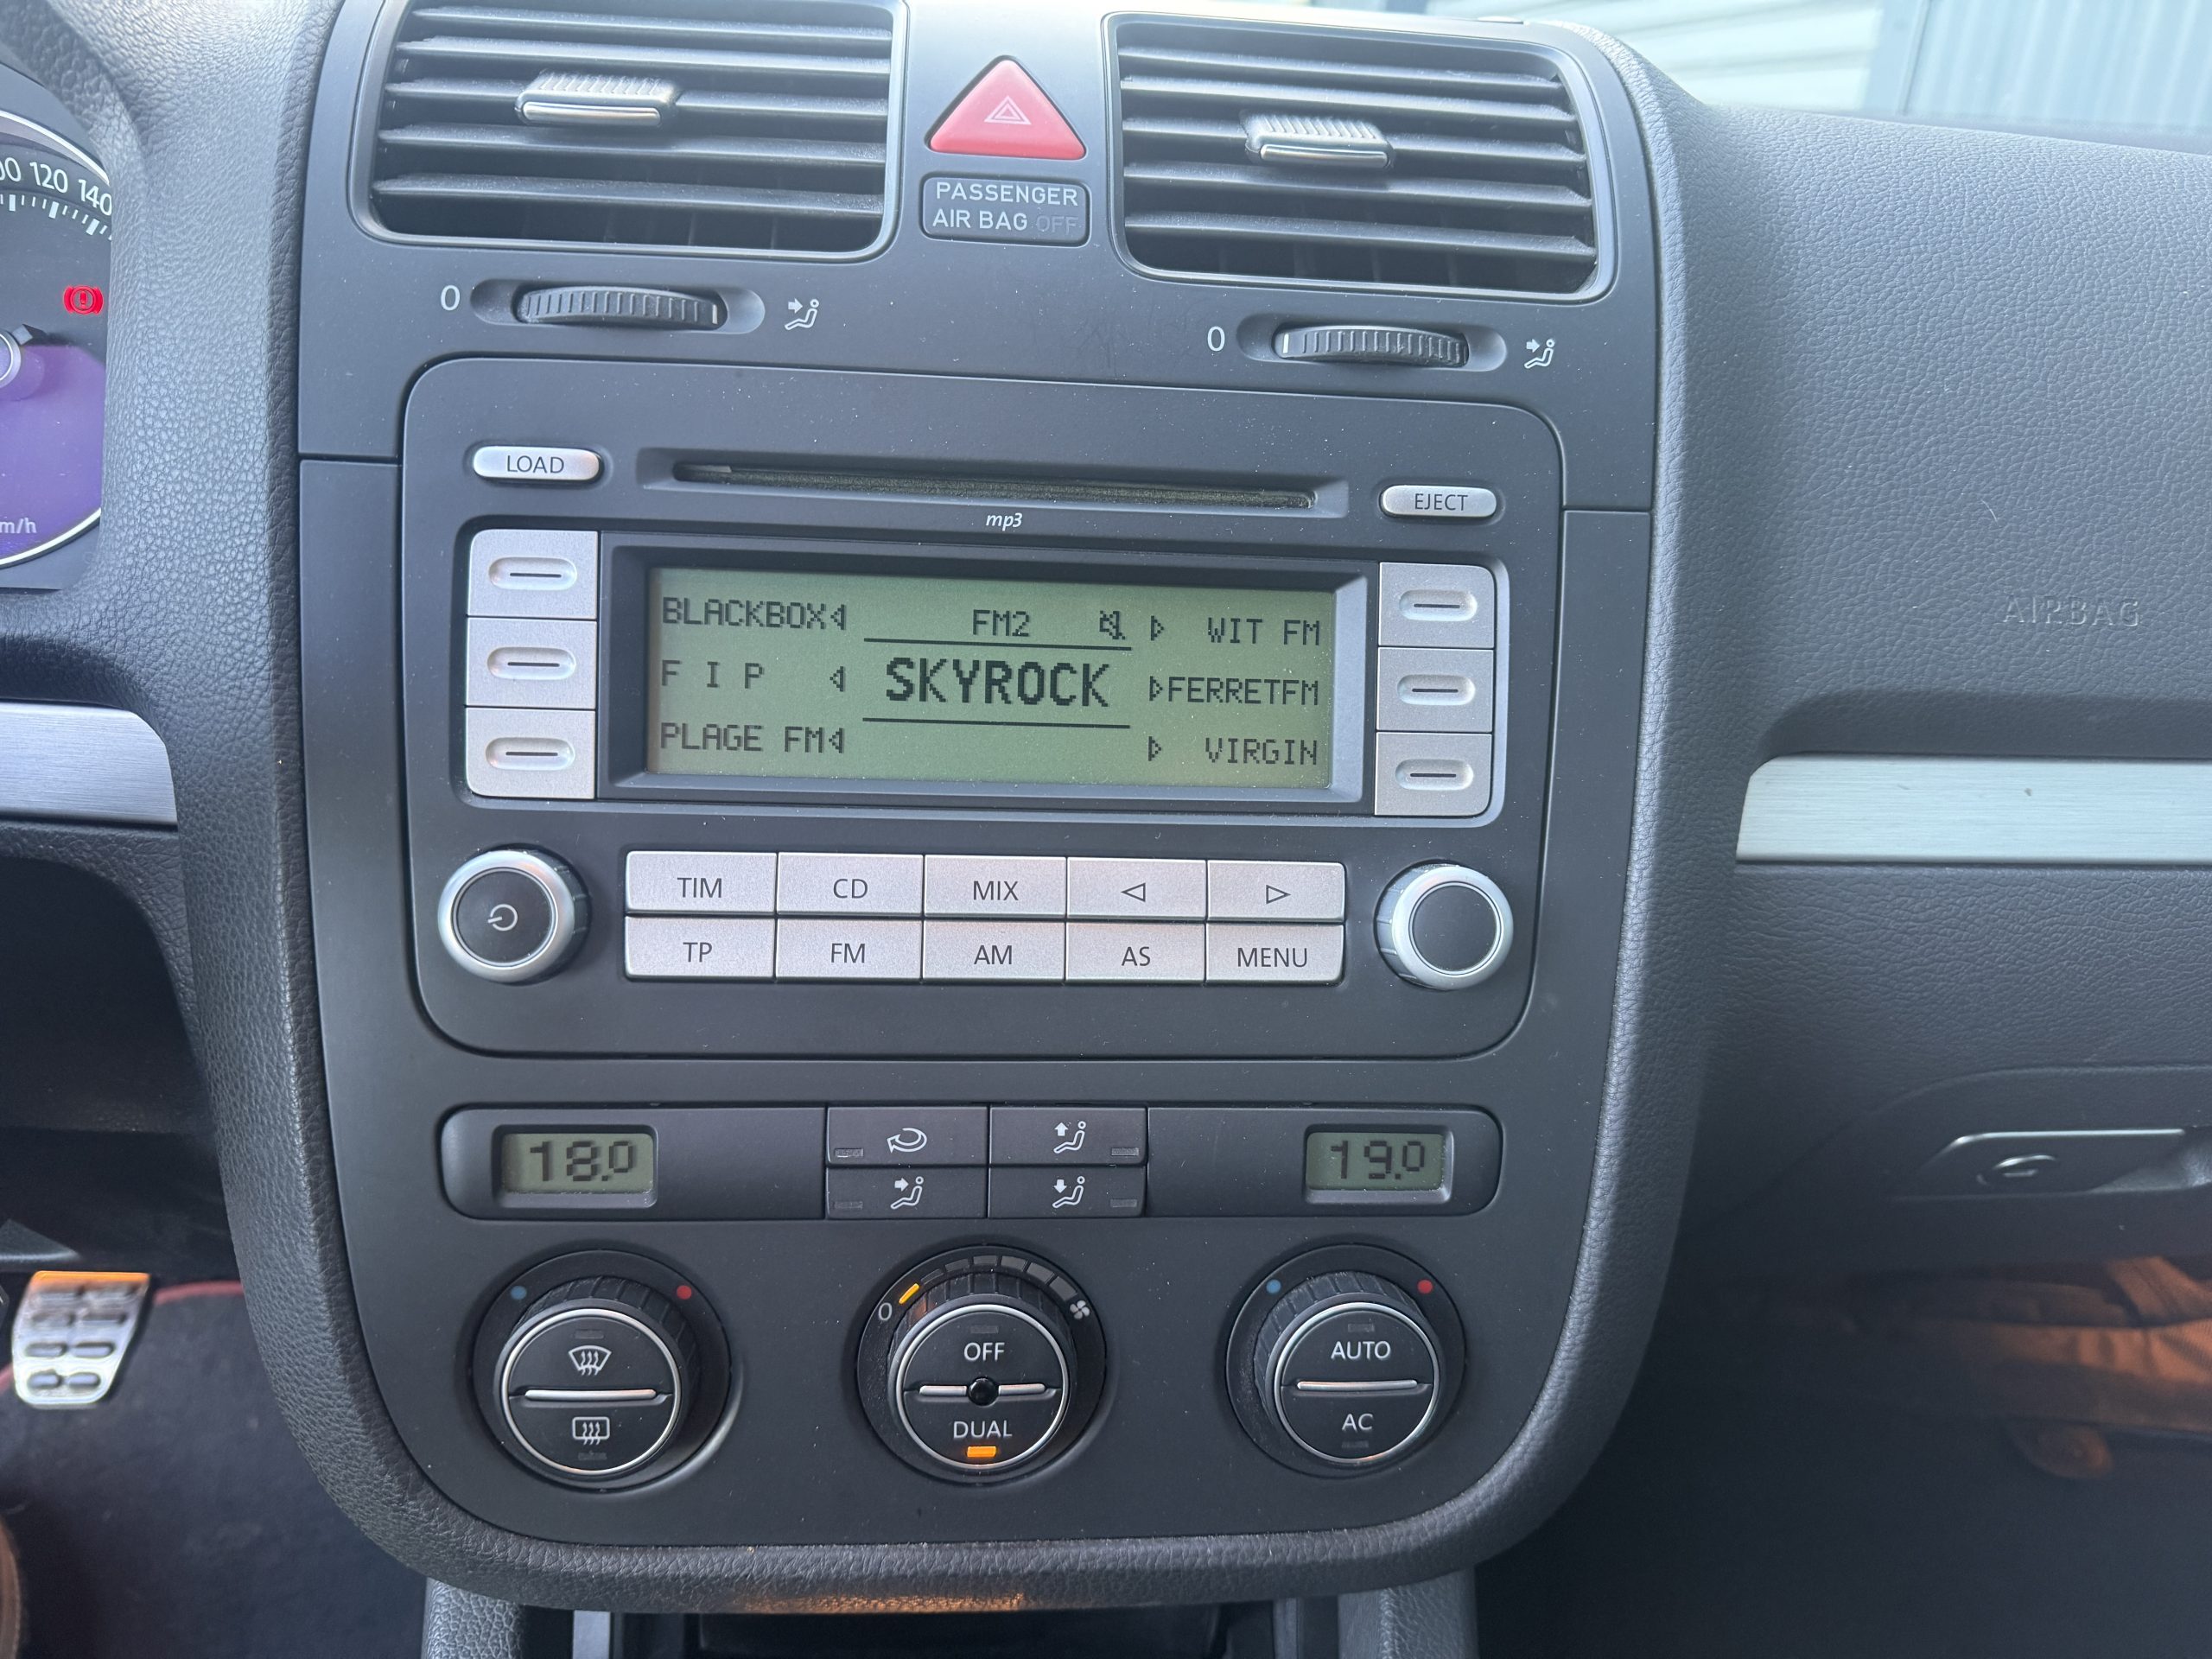 120 140
PASSENGER
AIR BAG OFF
0
0
LOAD
EJECT
mp3
BLACKBOX
FM2
WIT FM
F I P
SKYROCK
FERRETFM
PLAGE FM
VIRGIN
AIRBAG
TIM CD MIX
TP FM AM AS MENU
18.0
19.0
0
OFF
DUAL
AUTO
AC